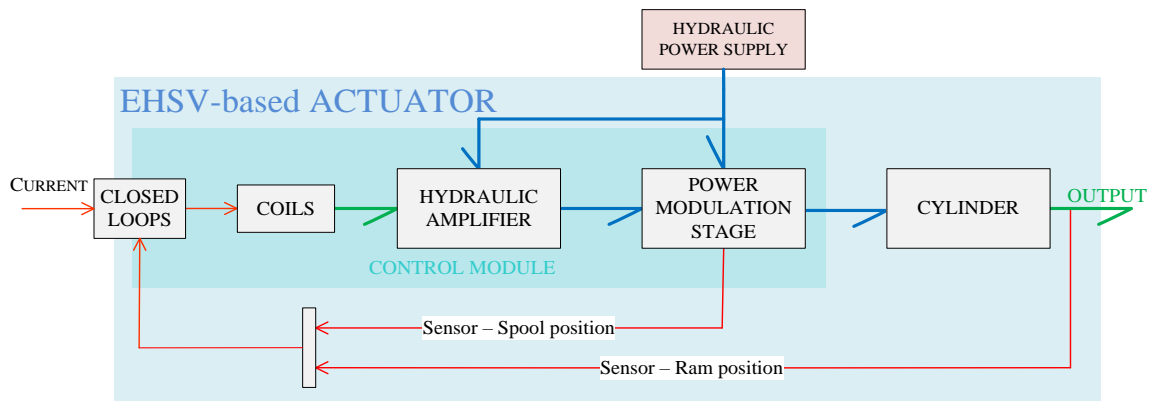 HYDRAULIC
POWER SUPPLY
EHSV-based ACTUATOR
CURRENT
CLOSED
LOOPS
COILS
HYDRAULIC
AMPLIFIER
POWER
MODULATION
STAGE
CYLINDER
OUTPUT
CONTROL MODULE
Sensor – Spool position
Sensor – Ram position